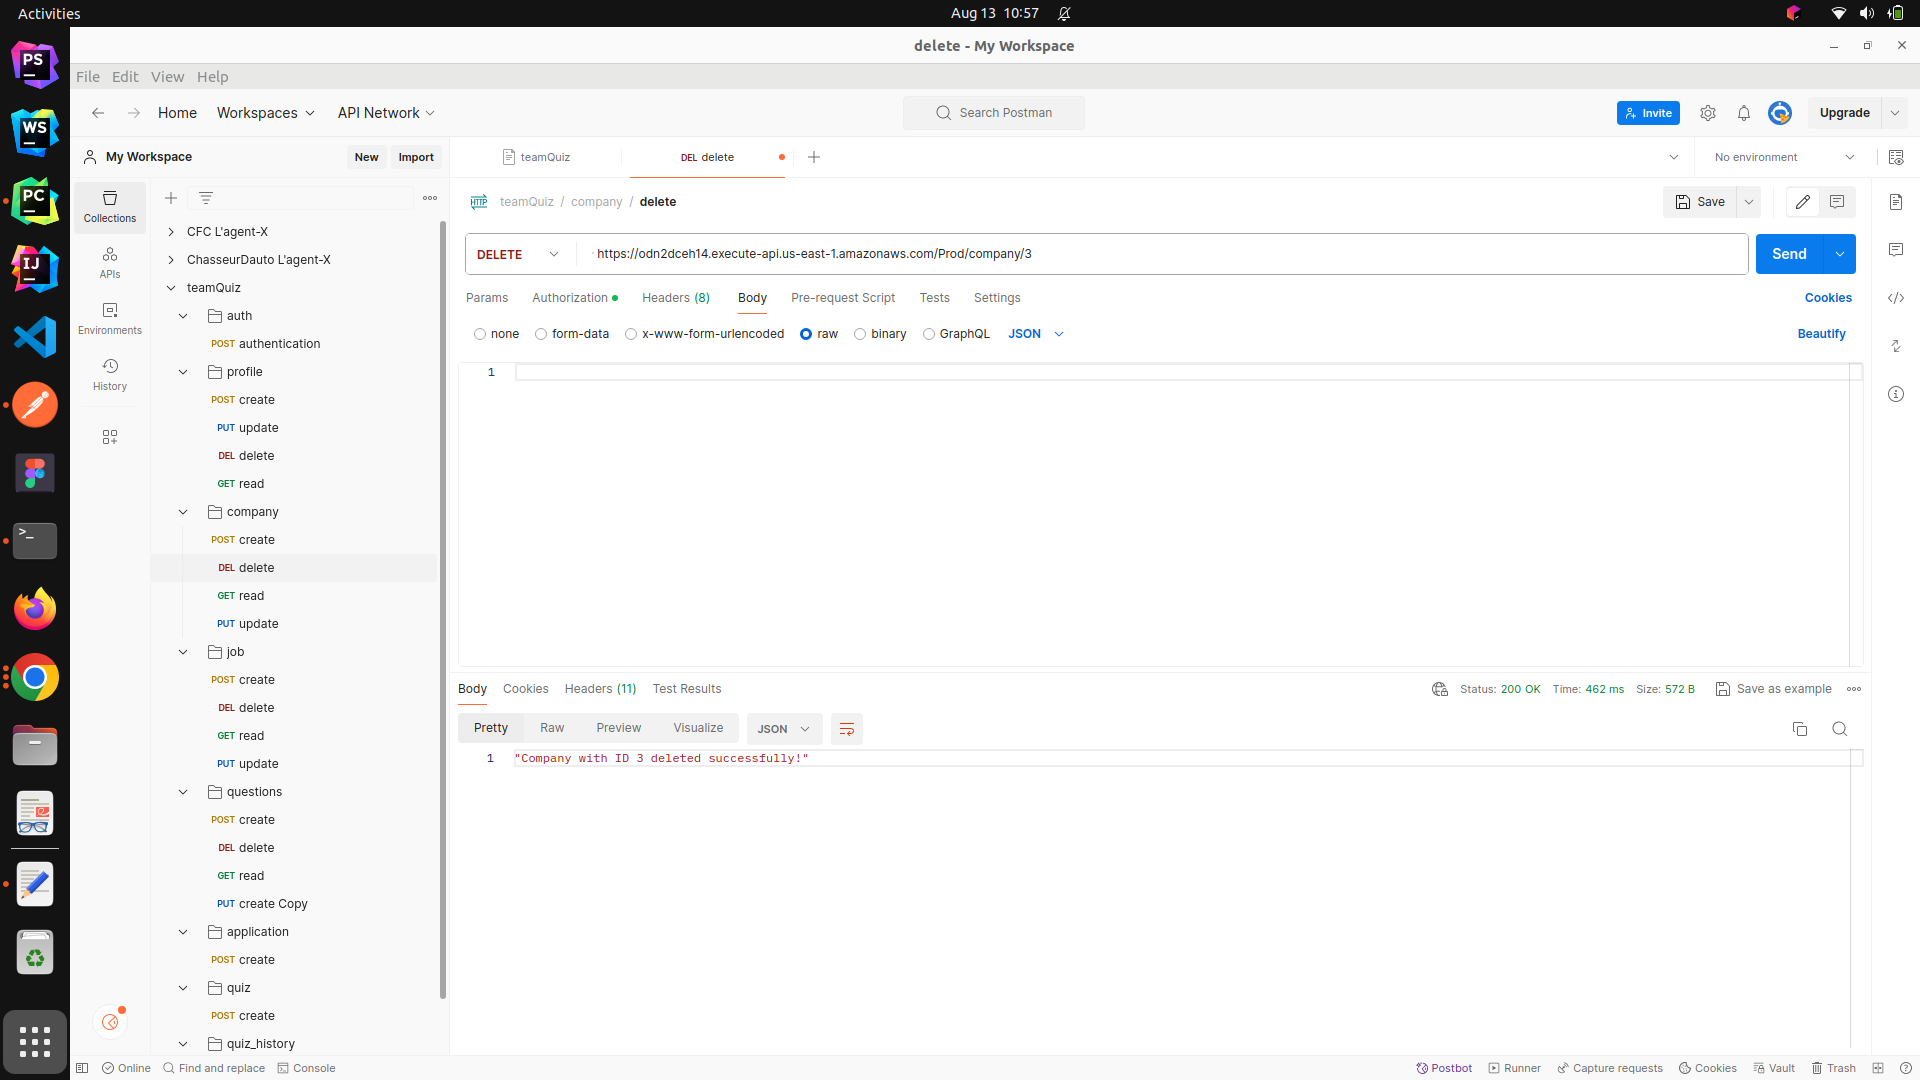 Activities
Aug 13 10:57
delete - My Workspace
File Edit View Help
Home Workspaces API Network
Search Postman
Invite
Upgrade
My Workspace
New Import
teamQuiz
DEL delete
No environment
Collections
APIs
Environments
History
CFC L'agent-X
ChasseurDauto L'agent-X
teamQuiz
auth
POST authentication
profile
POST create
PUT update
DEL delete
GET read
company
POST create
DEL delete
GET read
PUT update
job
POST create
DEL delete
GET read
PUT update
questions
POST create
DEL delete
GET read
PUT create Copy
application
POST create
quiz
POST create
quiz_history
HTTP teamQuiz / company / delete
Save
DELETE https://odn2dceh14.execute-api.us-east-1.amazonaws.com/Prod/company/3
Send
Params Authorization Headers (8) Body Pre-request Script Tests Settings
Cookies
none form-data x-www-form-urlencoded raw binary GraphQL JSON
Beautify
1
Body Cookies Headers (11) Test Results
Status: 200 OK Time: 462 ms Size: 572 B Save as example
Pretty Raw Preview Visualize JSON
1 "Company with ID 3 deleted successfully!"
Online Find and replace Console
Postbot Runner Capture requests Cookies Vault Trash
PS
WS
PC
IJ
>_